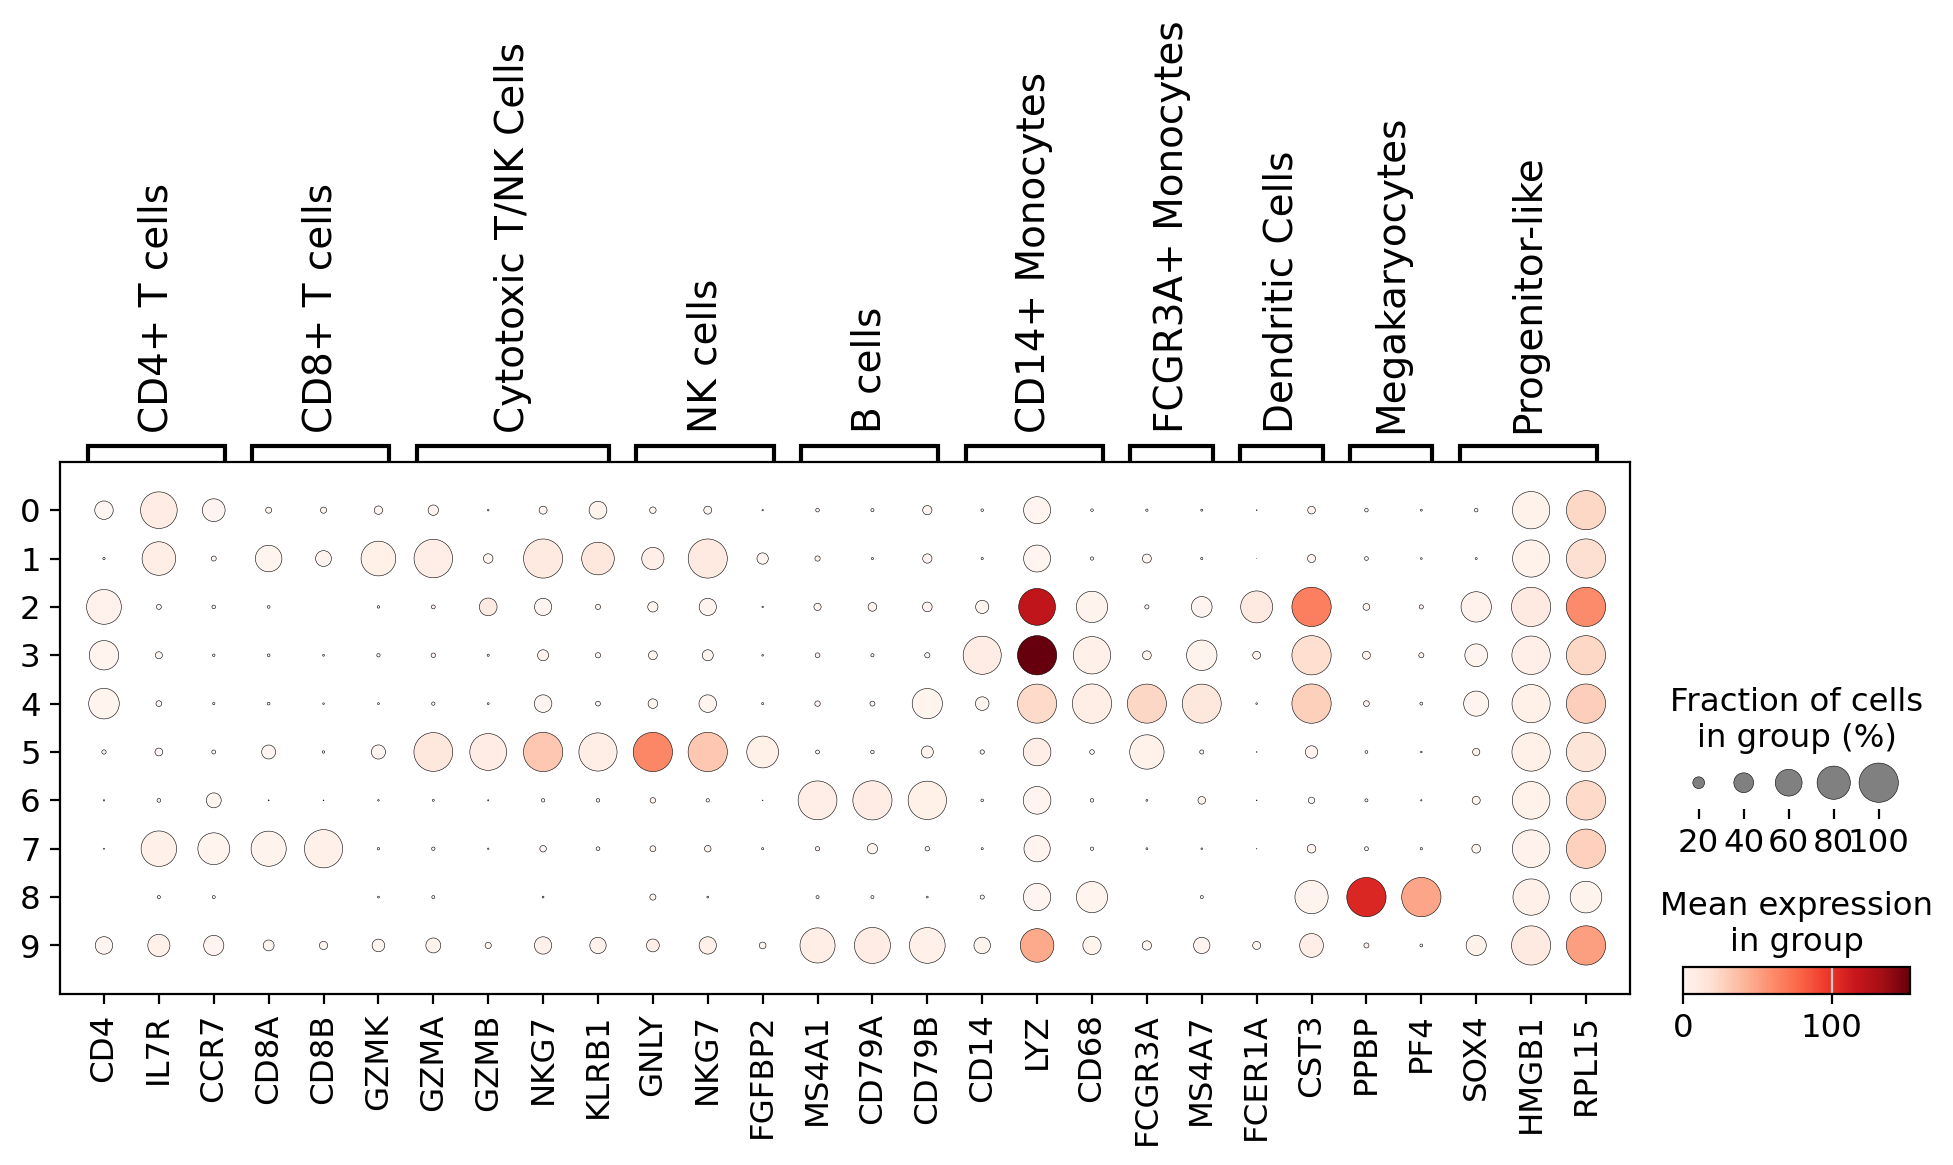 CD4+ T cells
CD8+ T cells
Cytotoxic T/NK Cells
NK cells
B cells
CD14+ Monocytes
FCGR3A+ Monocytes
Dendritic Cells
Megakaryocytes
Progenitor-like
0
1
2
3
4
5
6
7
8
9
CD4
IL7R
CCR7
CD8A
CD8B
GZMK
GZMA
GZMB
NKG7
KLRB1
GNLY
NKG7
FGFBP2
MS4A1
CD79A
CD79B
CD14
LYZ
CD68
FCGR3A
MS4A7
FCER1A
CST3
PPBP
PF4
SOX4
HMGB1
RPL15
Fraction of cells
in group (%)
20 40 60 80 100
Mean expression
in group
0 100